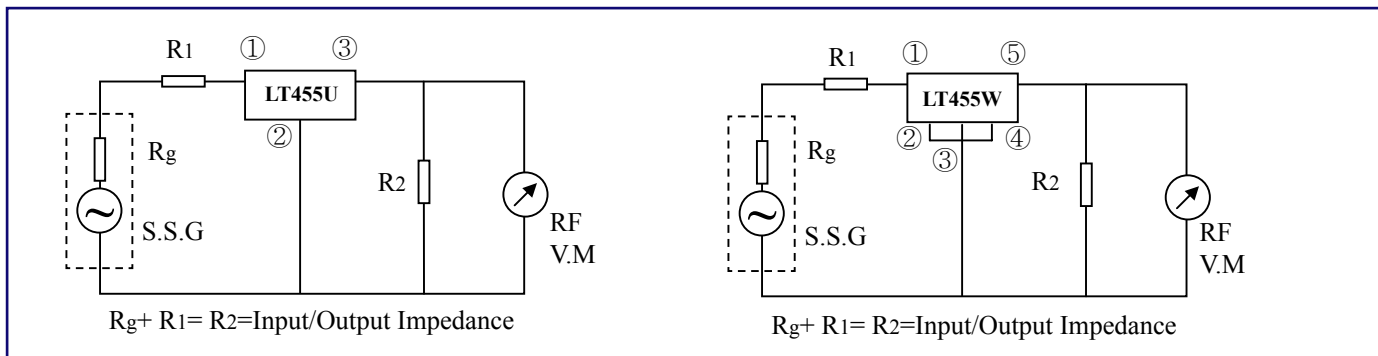 R1
①
③
LT455U
②
Rg
S.S.G
R2
RF
V.M
Rg+ R1= R2=Input/Output Impedance
R1
①
⑤
LT455W
②
③
④
Rg
S.S.G
R2
RF
V.M
Rg+ R1= R2=Input/Output Impedance